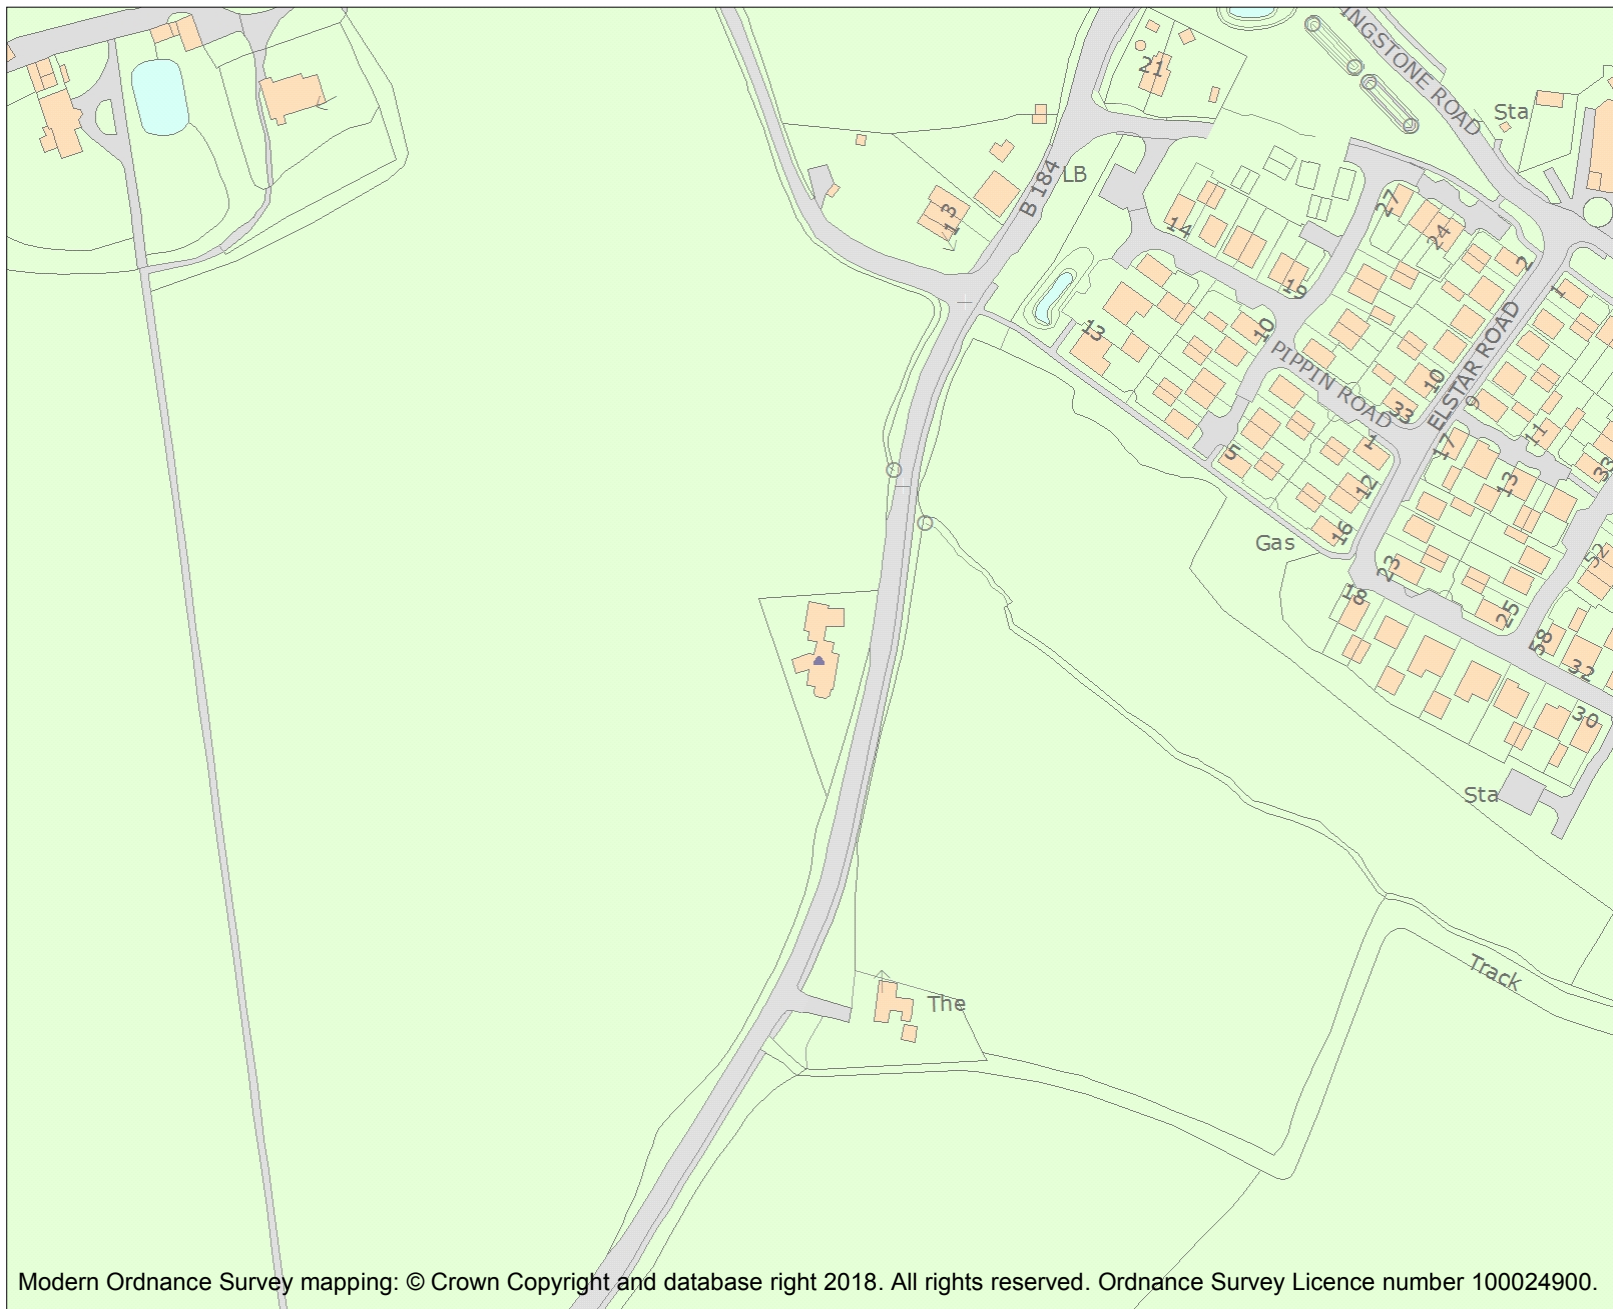 INGSTONE ROAD
21
Sta
B 184
LB
13
14
27
24
2
19
1
13
10
PIPPIN ROAD
ELSTAR ROAD
10
33
9
11
33
17
1
5
12
13
16
Gas
23
18
25
52
58
32
30
Sta
Track
The
Modern Ordnance Survey mapping: © Crown Copyright and database right 2018. All rights reserved. Ordnance Survey Licence number 100024900.